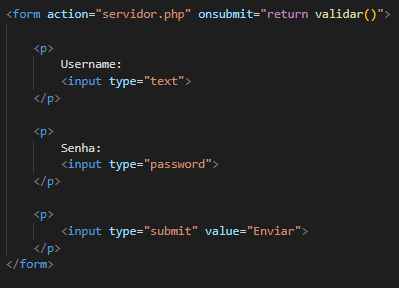 <form action="servidor.php" onsubmit="return validar()">
<p>
Username:
<input type="text">
</p>
<p>
Senha:
<input type="password">
</p>
<p>
<input type="submit" value="Enviar">
</p>
</form>